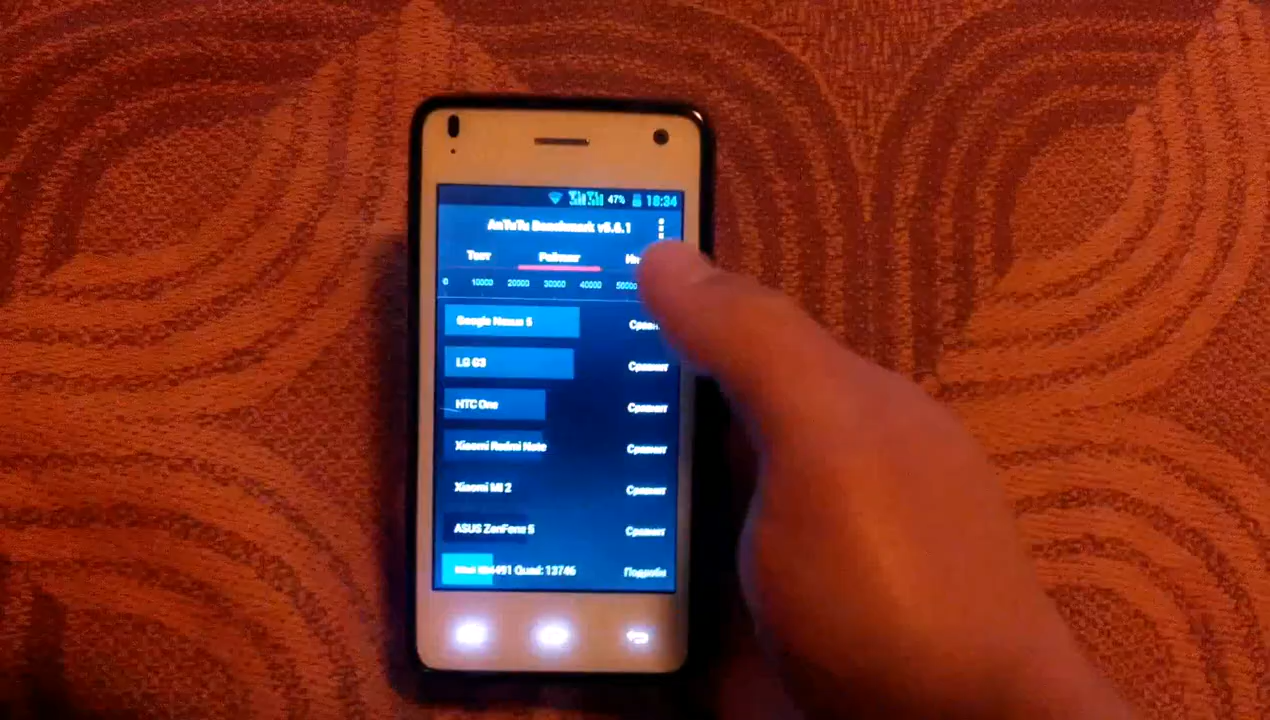 47% 18:34
AnTuTu Benchmark v5.6.1
Тест Рейтинг
0 10000 20000 30000 40000 50000
Google Nexus 5 Сравн
LG G3 Сравнит
HTC One Сравнит
Xiaomi Redmi Note Сравнит
Xiaomi MI 2 Сравнит
ASUS ZenFone 5 Сравнит
Quad: 13746 Подробн